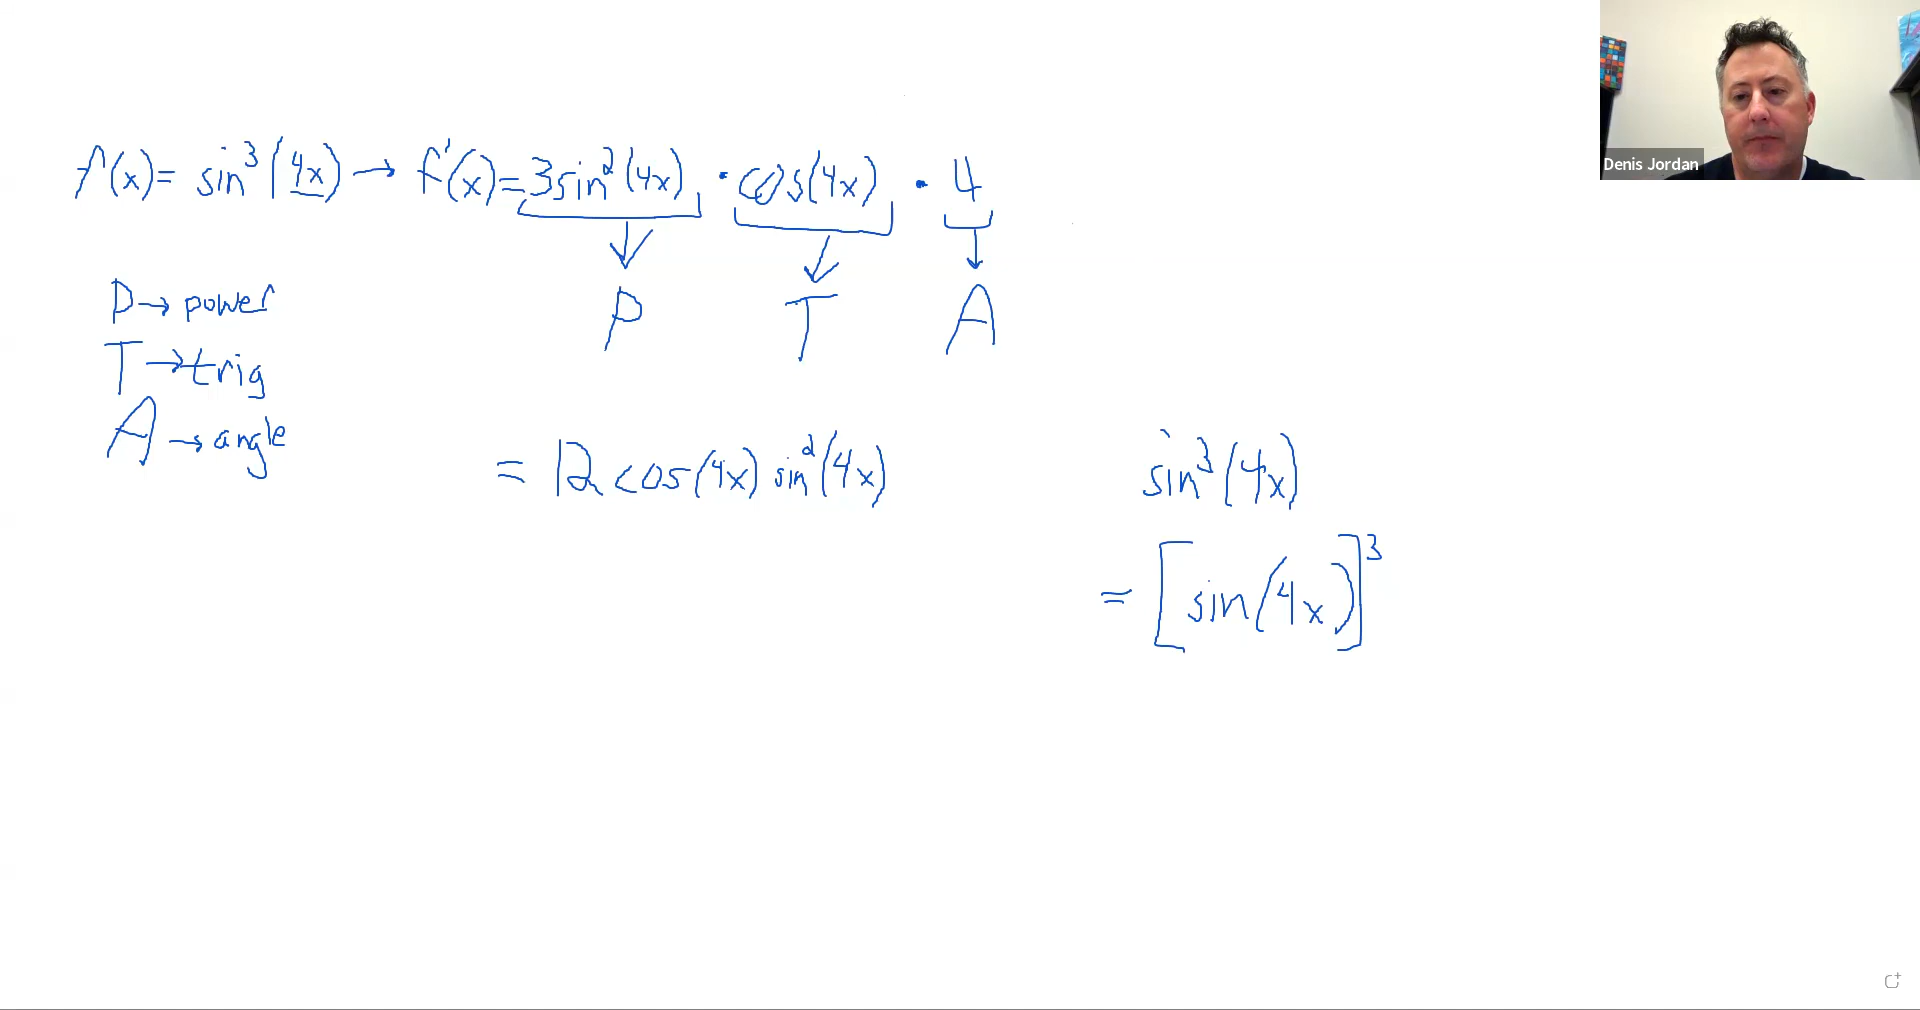 f(x)= sin³(4x) → f'(x)=3sin²(4x) · cos(4x) · 4
P T A
P→power
T→trig
A→angle
= 12cos(4x) sin²(4x)
sin³(4x)
= [sin(4x)]³
Denis Jordan